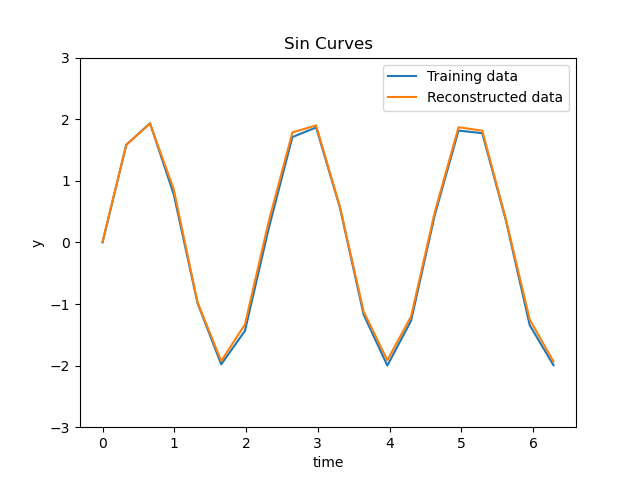 Sin Curves
Training data
Reconstructed data
3
2
1
0
−1
−2
−3
y
0 1 2 3 4 5 6
time